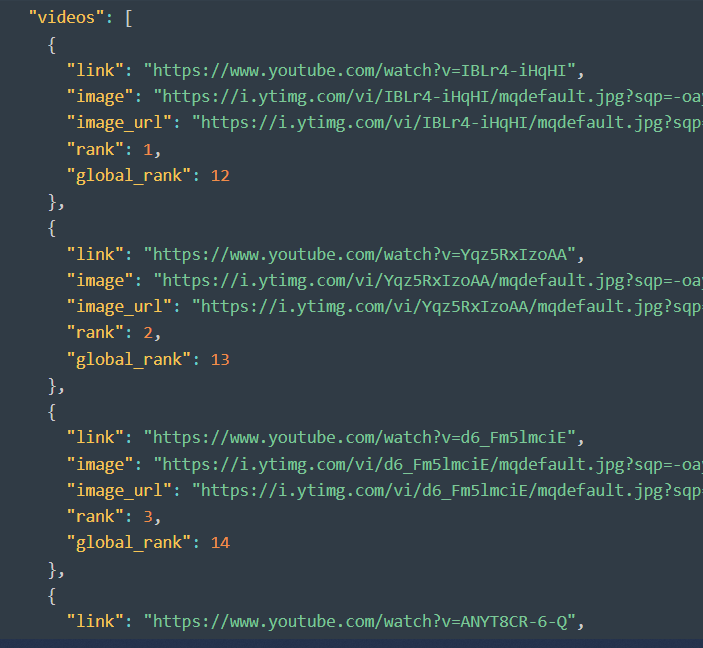 "videos": [
{
"link": "https://www.youtube.com/watch?v=IBLr4-iHqHI",
"image": "https://i.ytimg.com/vi/IBLr4-iHqHI/mqdefault.jpg?sqp=-oay
"image_url": "https://i.ytimg.com/vi/IBLr4-iHqHI/mqdefault.jpg?sqp=
"rank": 1,
"global_rank": 12
},
{
"link": "https://www.youtube.com/watch?v=Yqz5RxIzoAA",
"image": "https://i.ytimg.com/vi/Yqz5RxIzoAA/mqdefault.jpg?sqp=-oay
"image_url": "https://i.ytimg.com/vi/Yqz5RxIzoAA/mqdefault.jpg?sqp=
"rank": 2,
"global_rank": 13
},
{
"link": "https://www.youtube.com/watch?v=d6_Fm5lmciE",
"image": "https://i.ytimg.com/vi/d6_Fm5lmciE/mqdefault.jpg?sqp=-oay
"image_url": "https://i.ytimg.com/vi/d6_Fm5lmciE/mqdefault.jpg?sqp=
"rank": 3,
"global_rank": 14
},
{
"link": "https://www.youtube.com/watch?v=ANYT8CR-6-Q",